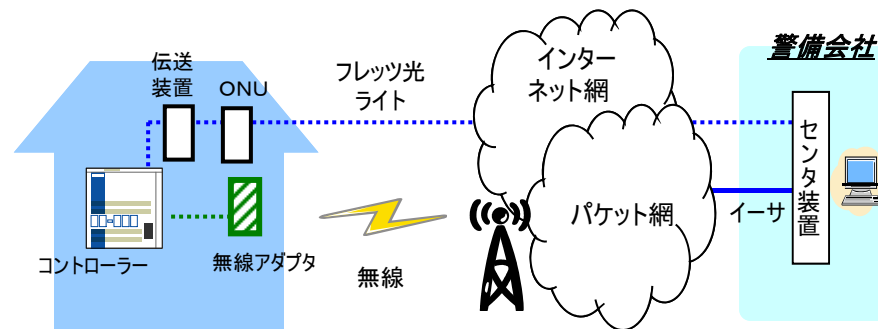 伝送
装置
ONU
フレッツ光
ライト
インター
ネット網
警備会社
センタ装置
パケット網
イーサ
コントローラー
無線アダプタ
無線